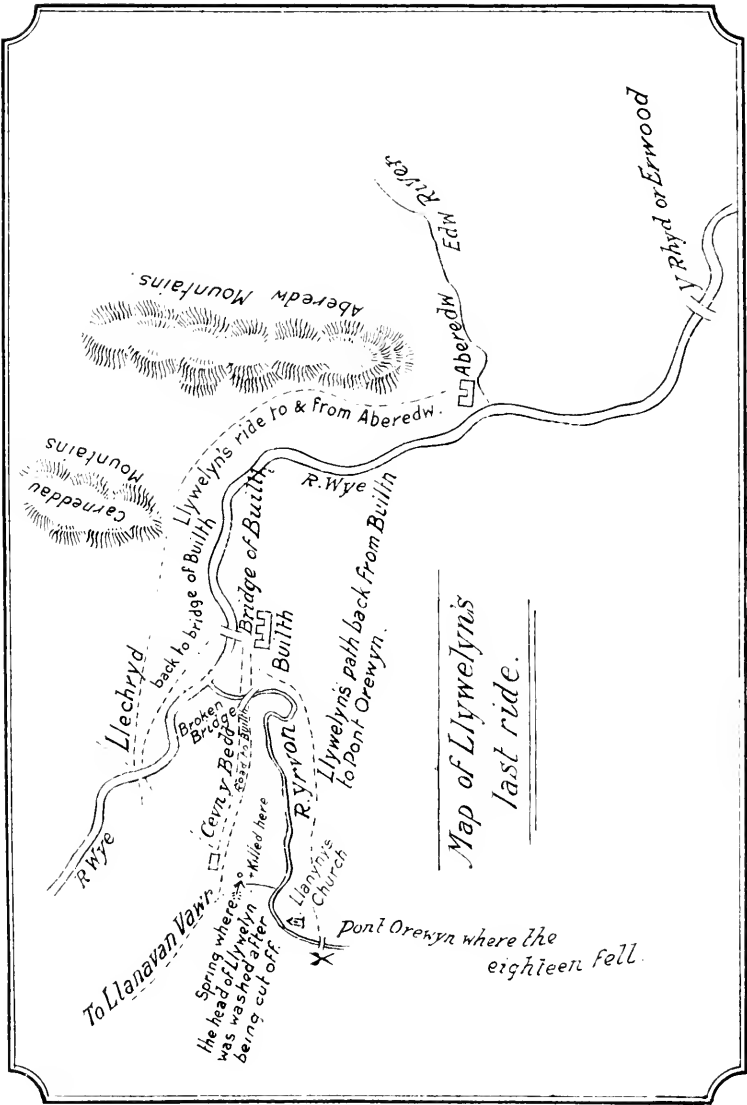 Y Rhyd or Erwood
Edw River
Aberedw
Aberedw Mountains.
Carneddau
Mountains
Llywelyn's ride to & from Aberedw.
back to bridge of Builth
R. Wye
Bridge of Builth
Builth
Llywelyn's path back from Builth
to Pont Orewyn.
Llechryd
Broken
Bridge
Cevn y Bedd
Road to Builth
R. Yrvon
R Wye
To Llanavan Vawr
Killed here
Spring where
the head of Llywelyn
was washed after
being cut off.
Llanynys
Church
Pont Orewyn where the
eighteen fell.
Map of Llywelyn's
last ride.